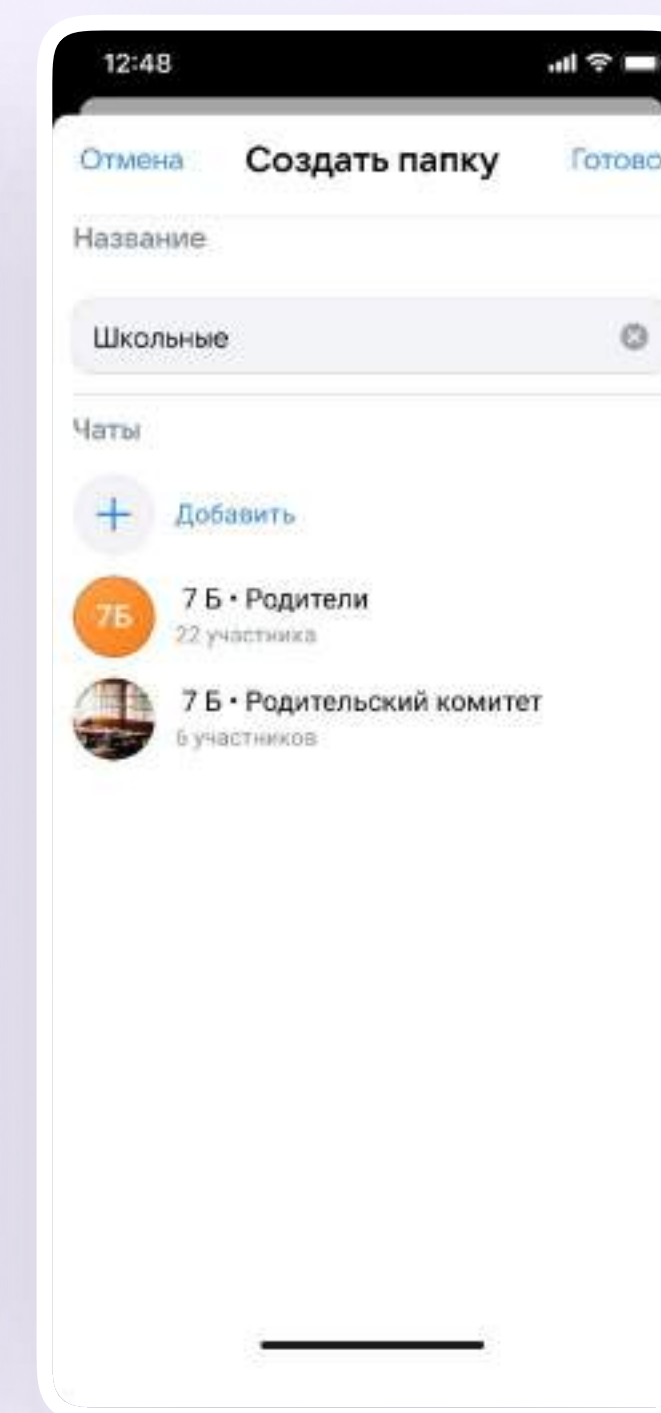 12:48
Отмена Создать папку Готово
Название
Школьные
Чаты
Добавить
7Б
7 Б • Родители
22 участника
7 Б • Родительский комитет
6 участников